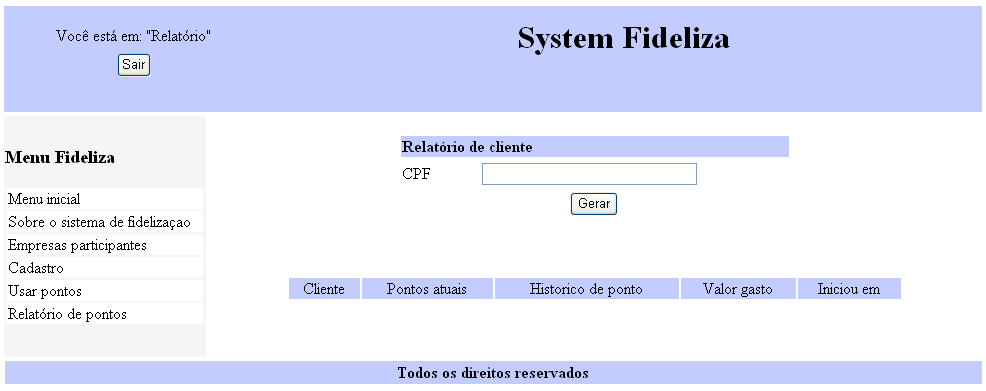 Você está em: "Relatório"
Sair
System Fideliza
Menu Fideliza
Menu inicial
Sobre o sistema de fidelizaçao
Empresas participantes
Cadastro
Usar pontos
Relatório de pontos
Relatório de cliente
CPF
Gerar
Cliente Pontos atuais Historico de ponto Valor gasto Iniciou em
Todos os direitos reservados